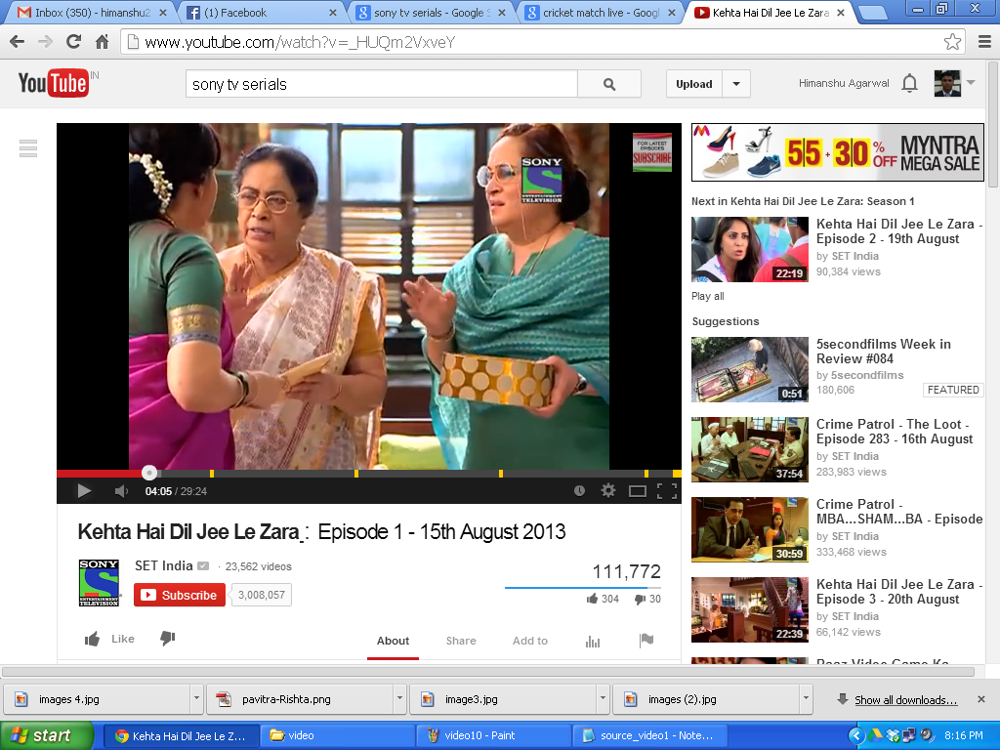 Inbox (350) - himanshu2
(1) Facebook
sony tv serials - Google S
cricket match live - Googl
Kehta Hai Dil Jee Le Zara
www.youtube.com/watch?v=_HUQm2VxveY
YouTube IN
sony tv serials
Upload
Himanshu Agarwal
FOR LATEST
EPISODES
SUBSCRIBE
SONY
ENTERTAINMENT
TELEVISION
04:05 / 29:24
Kehta Hai Dil Jee Le Zara : Episode 1 - 15th August 2013
SONY
ENTERTAINMENT
TELEVISION
SET India · 23,562 videos
Subscribe 3,008,057
111,772
304 30
Like
About Share Add to
55+30% OFF
MYNTRA
MEGA SALE
Next in Kehta Hai Dil Jee Le Zara: Season 1
22:19
Kehta Hai Dil Jee Le Zara -
Episode 2 - 19th August
by SET India
90,384 views
Play all
Suggestions
0:51
5secondfilms Week in
Review #084
by 5secondfilms
180,606 FEATURED
37:54
Crime Patrol - The Loot -
Episode 283 - 16th August
by SET India
283,983 views
30:59
Crime Patrol -
MBA...SHAM...BA - Episode
by SET India
333,468 views
22:39
Kehta Hai Dil Jee Le Zara -
Episode 3 - 20th August
by SET India
66,142 views
images 4.jpg
pavitra-Rishta.png
image3.jpg
images (2).jpg
Show all downloads...
start
Kehta Hai Dil Jee Le Z...
video
video10 - Paint
source_video1 - Note...
8:16 PM